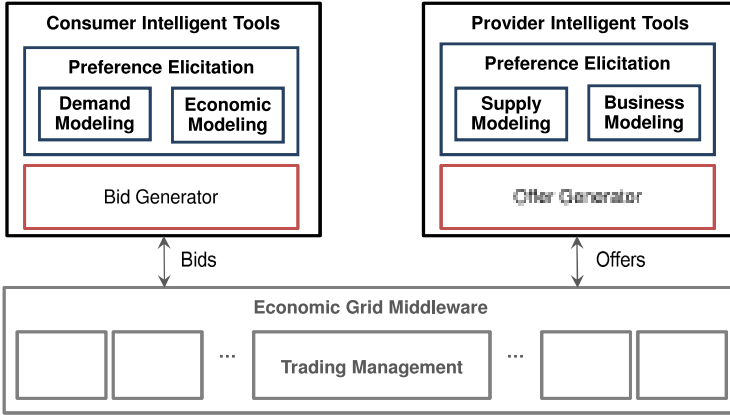 Consumer Intelligent Tools
Preference Elicitation
Demand
Modeling
Economic
Modeling
Bid Generator
Provider Intelligent Tools
Preference Elicitation
Supply
Modeling
Business
Modeling
Offer Generator
Bids
Offers
Economic Grid Middleware
...
Trading Management
...